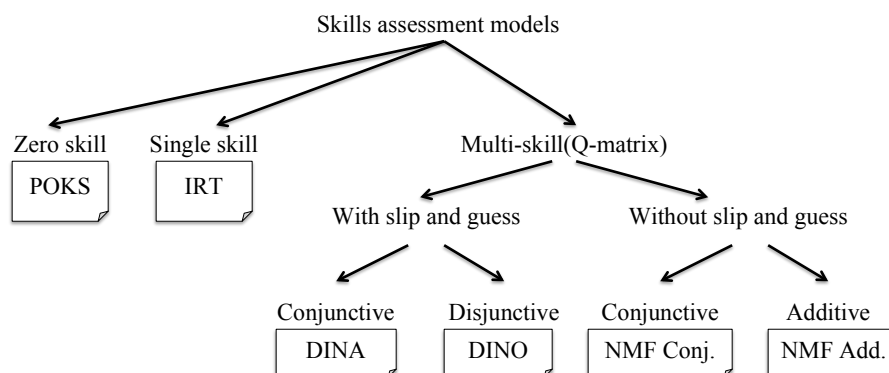 Skills assessment models
Zero skill Single skill Multi-skill(Q-matrix)
POKS IRT
With slip and guess Without slip and guess
Conjunctive Disjunctive Conjunctive Additive
DINA DINO NMF Conj. NMF Add.